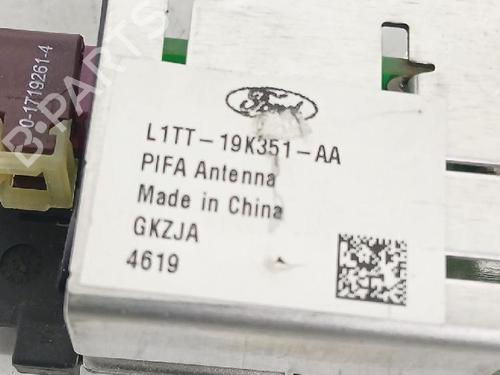 Ford
L1TT-19K351-AA
PIFA Antenna
Made in China
GKZJA
4619
0-1719261-4
B-PARTS